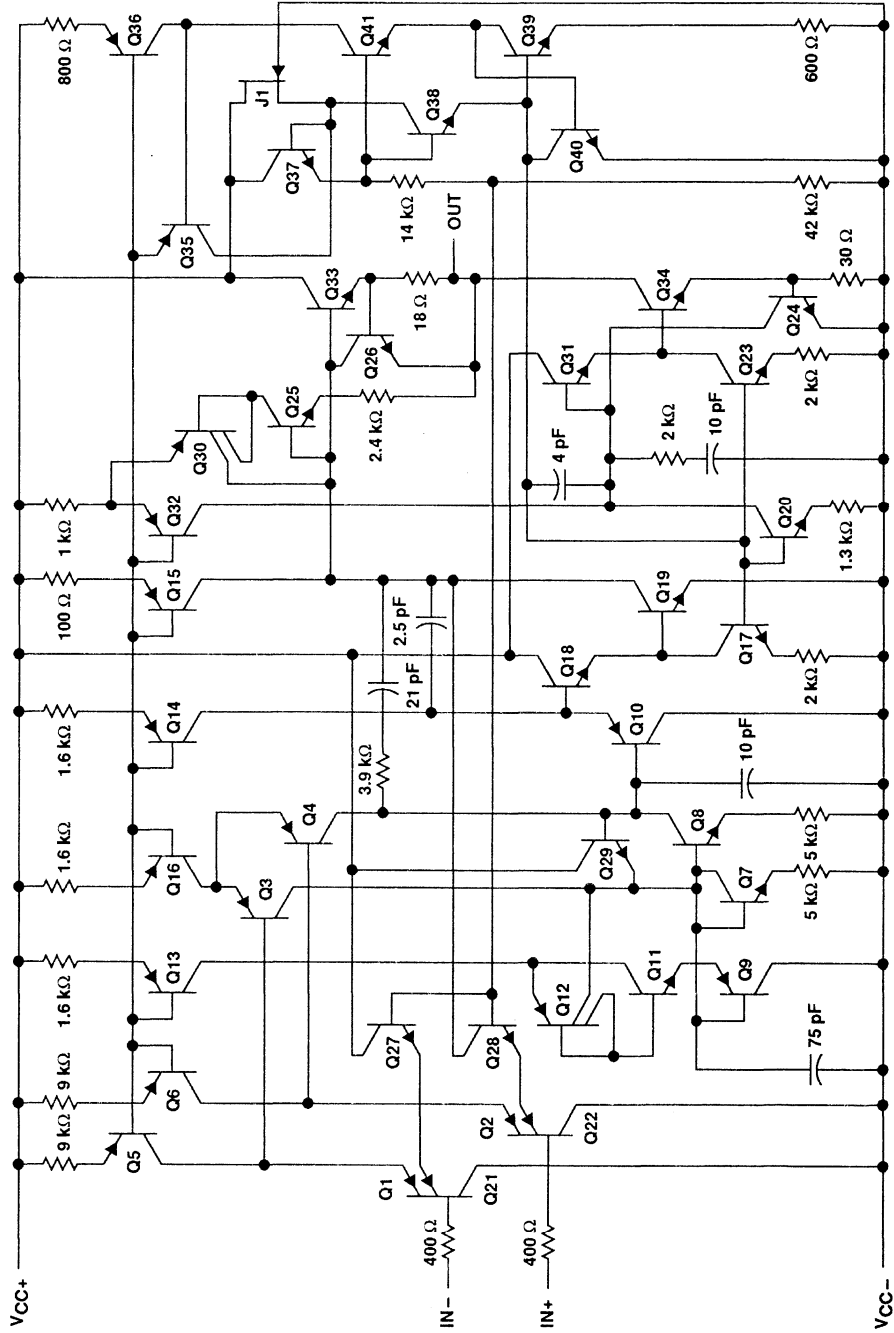 VCC+
9 kΩ
9 kΩ
1.6 kΩ
1.6 kΩ
1.6 kΩ
100 Ω
1 kΩ
800 Ω
Q5
Q6
Q13
Q16
Q14
Q15
Q32
Q30
Q35
Q36
Q3
Q4
Q25
Q26
Q33
Q37
J1
Q41
3.9 kΩ
21 pF
2.5 pF
2.4 kΩ
18 Ω
Q38
14 kΩ
OUT
Q39
Q1
Q27
IN−
400 Ω
Q21
Q28
Q2
IN+
400 Ω
Q22
Q12
Q29
Q18
4 pF
Q31
Q40
Q11
Q10
Q19
2 kΩ
10 pF
Q34
Q9
Q7
Q8
Q17
Q20
Q23
Q24
75 pF
5 kΩ
5 kΩ
10 pF
2 kΩ
1.3 kΩ
2 kΩ
30 Ω
42 kΩ
600 Ω
VCC−